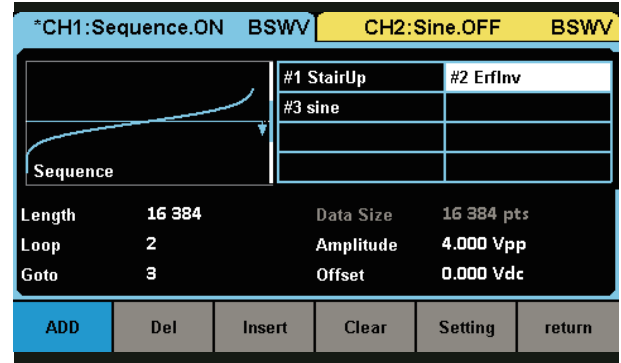 *CH1:Sequence.ON BSWV CH2:Sine.OFF BSWV
#1 StairUp #2 ErfInv
#3 sine
Sequence
Length 16 384 Data Size 16 384 pts
Loop 2 Amplitude 4.000 Vpp
Goto 3 Offset 0.000 Vdc
ADD Del Insert Clear Setting return